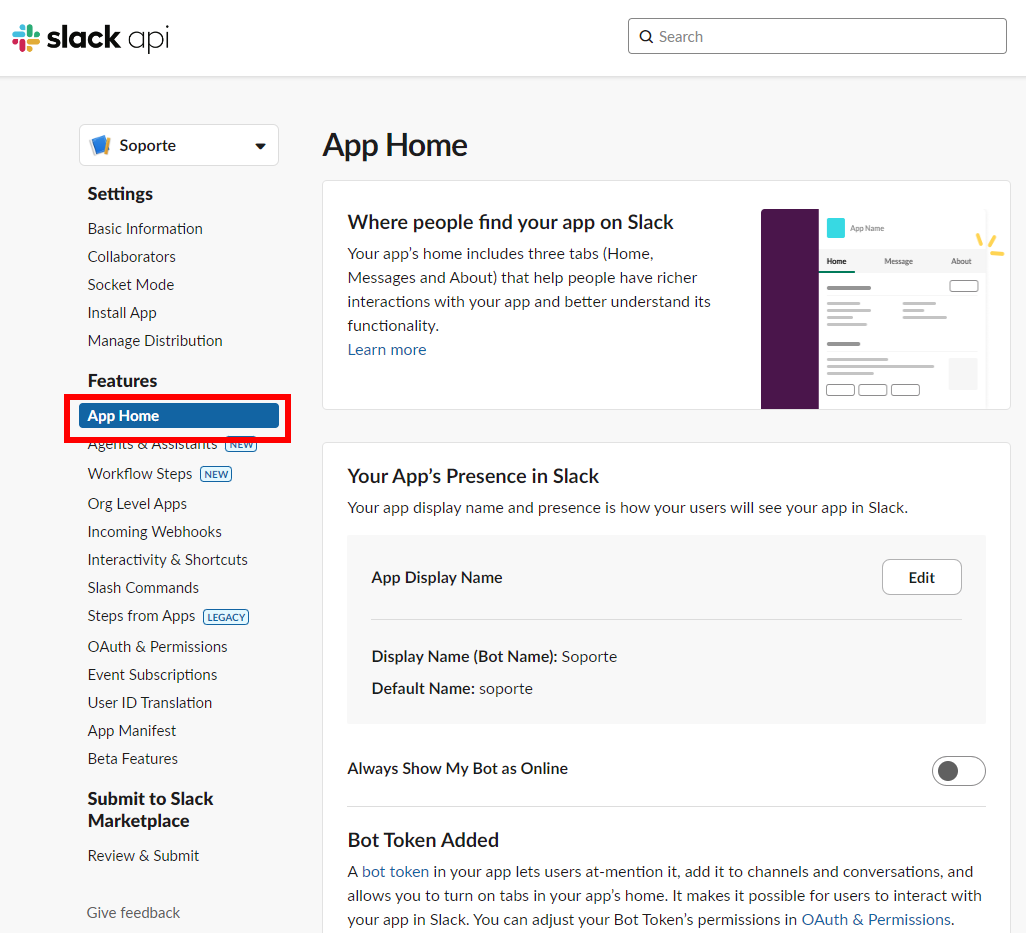 slack api
Search
Soporte
Settings
Basic Information
Collaborators
Socket Mode
Install App
Manage Distribution
Features
App Home
Agents & Assistants NEW
Workflow Steps NEW
Org Level Apps
Incoming Webhooks
Interactivity & Shortcuts
Slash Commands
Steps from Apps LEGACY
OAuth & Permissions
Event Subscriptions
User ID Translation
App Manifest
Beta Features
Submit to Slack
Marketplace
Review & Submit
Give feedback
App Home
Where people find your app on Slack
Your app’s home includes three tabs (Home,
Messages and About) that help people have richer
interactions with your app and better understand its
functionality.
Learn more
App Name
Home Message About
Your App’s Presence in Slack
Your app display name and presence is how your users will see your app in Slack.
App Display Name
Edit
Display Name (Bot Name): Soporte
Default Name: soporte
Always Show My Bot as Online
Bot Token Added
A bot token in your app lets users at-mention it, add it to channels and conversations, and
allows you to turn on tabs in your app’s home. It makes it possible for users to interact with
your app in Slack. You can adjust your Bot Token’s permissions in OAuth & Permissions.